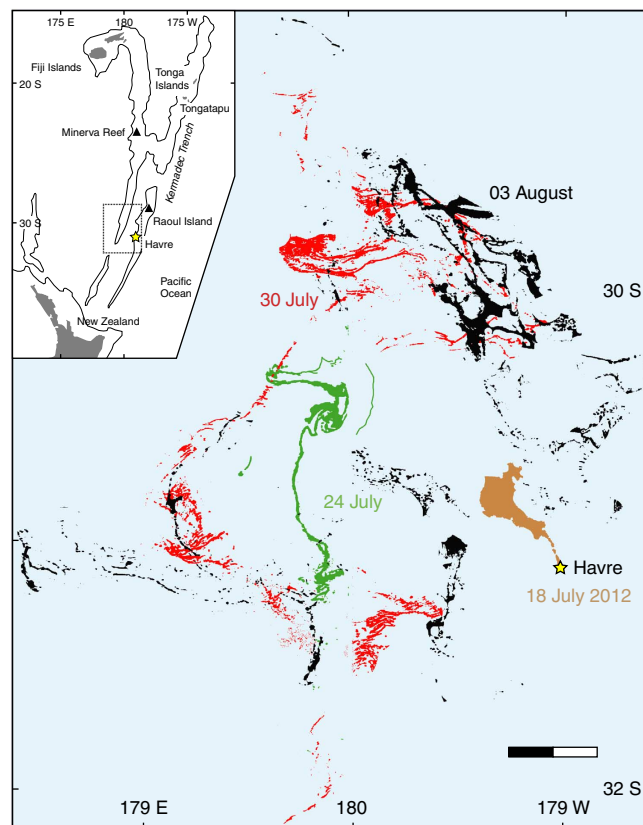 175 E
180
175 W
Fiji Islands
Tonga
Islands
20 S
Tongatapu
Minerva Reef
Kermadec Trench
30 S
Raoul Island
Havre
Pacific
Ocean
New Zealand
03 August
30 July
30 S
24 July
Havre
18 July 2012
32 S
179 E
180
179 W